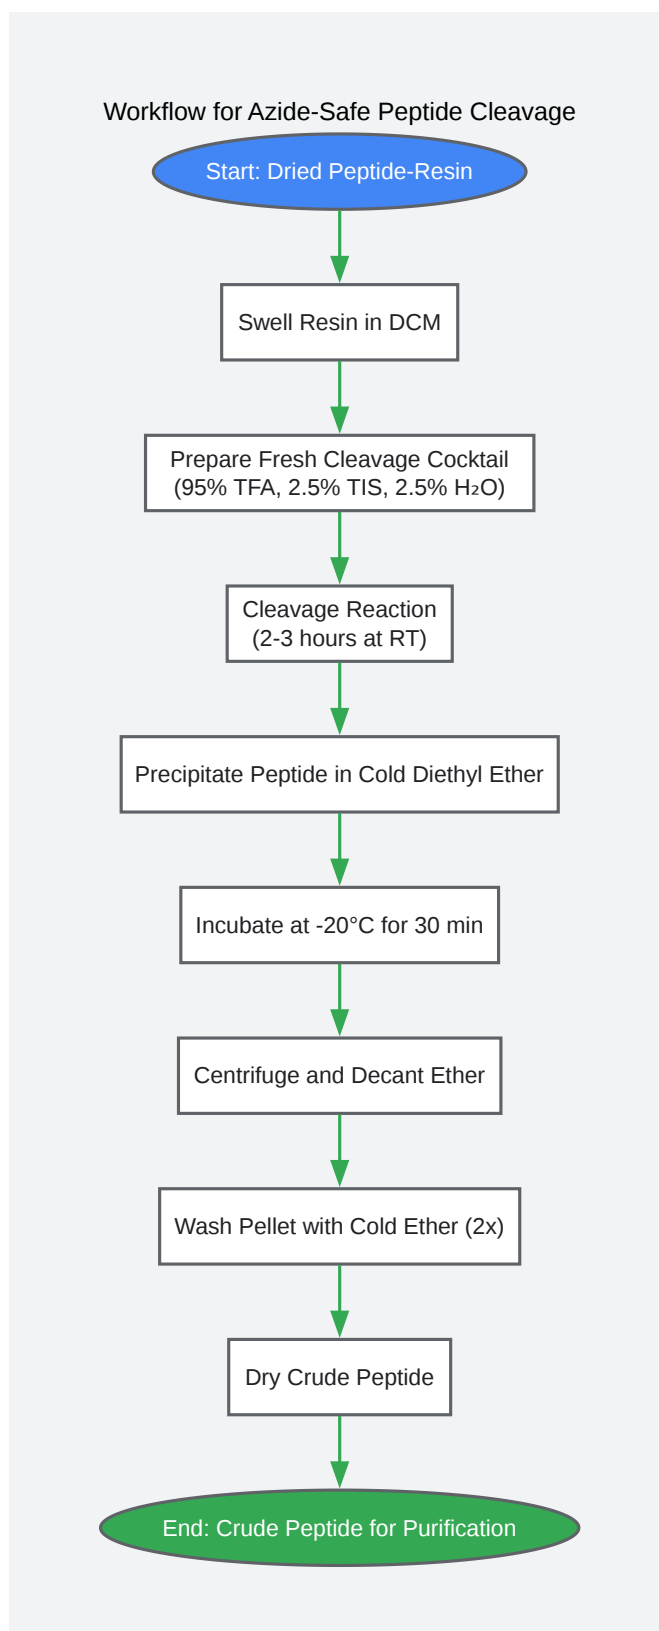 Workflow for Azide-Safe Peptide Cleavage
Start: Dried Peptide-Resin
Swell Resin in DCM
Prepare Fresh Cleavage Cocktail
(95% TFA, 2.5% TIS, 2.5% H₂O)
Cleavage Reaction
(2-3 hours at RT)
Precipitate Peptide in Cold Diethyl Ether
Incubate at -20°C for 30 min
Centrifuge and Decant Ether
Wash Pellet with Cold Ether (2x)
Dry Crude Peptide
End: Crude Peptide for Purification